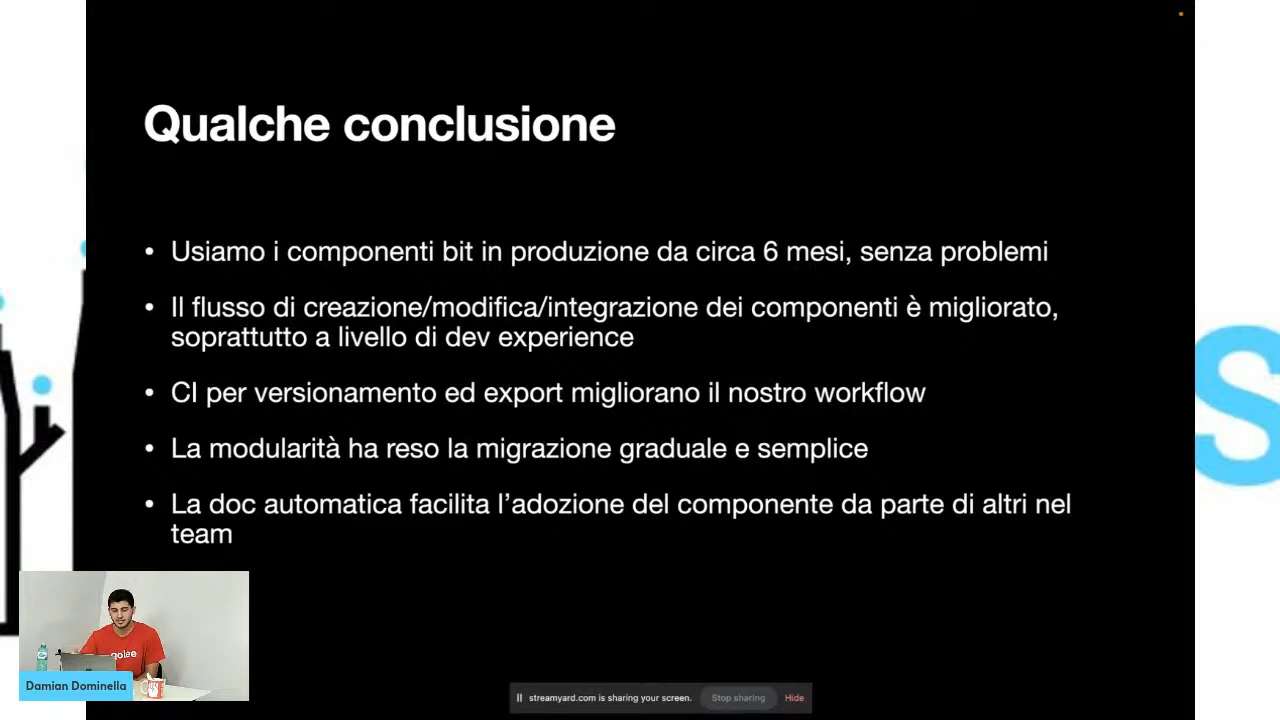 Qualche conclusione
• Usiamo i componenti bit in produzione da circa 6 mesi, senza problemi
• Il flusso di creazione/modifica/integrazione dei componenti è migliorato,
soprattutto a livello di dev experience
• CI per versionamento ed export migliorano il nostro workflow
• La modularità ha reso la migrazione graduale e semplice
• La doc automatica facilita l’adozione del componente da parte di altri nel
team
S
golee
Damian Dominella
streamyard.com is sharing your screen. Stop sharing Hide